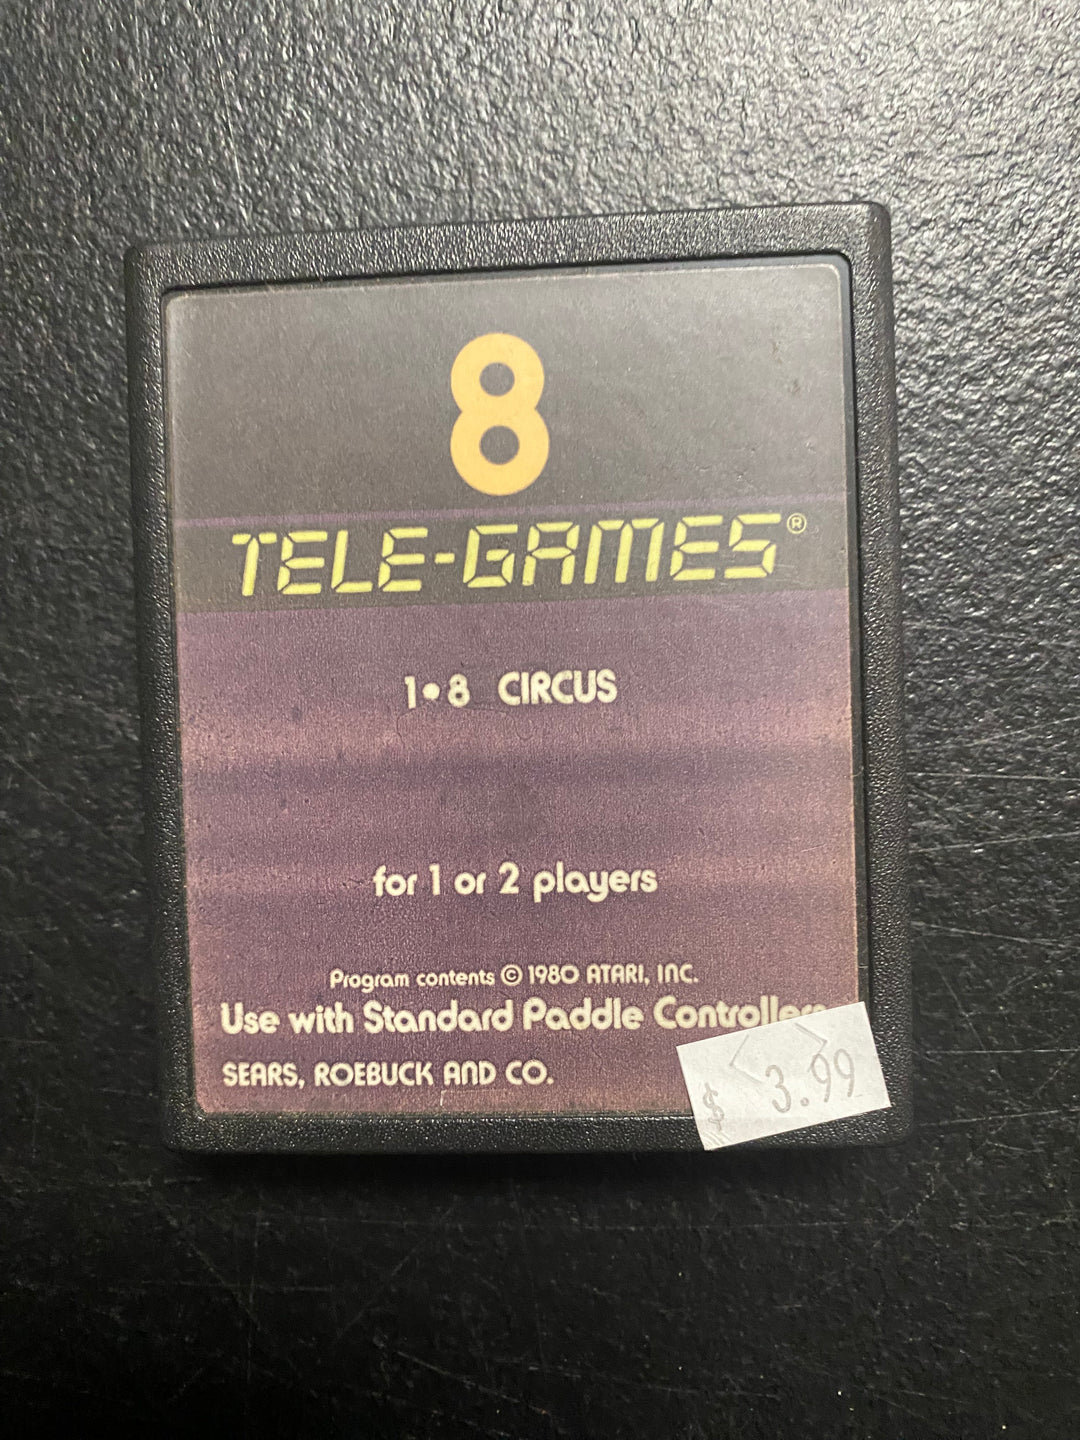 8
TELE-GAMES®
1•8 CIRCUS
for 1 or 2 players
Program contents © 1980 ATARI, INC.
Use with Standard Paddle Controllers
SEARS, ROEBUCK AND CO.
$ 3.99